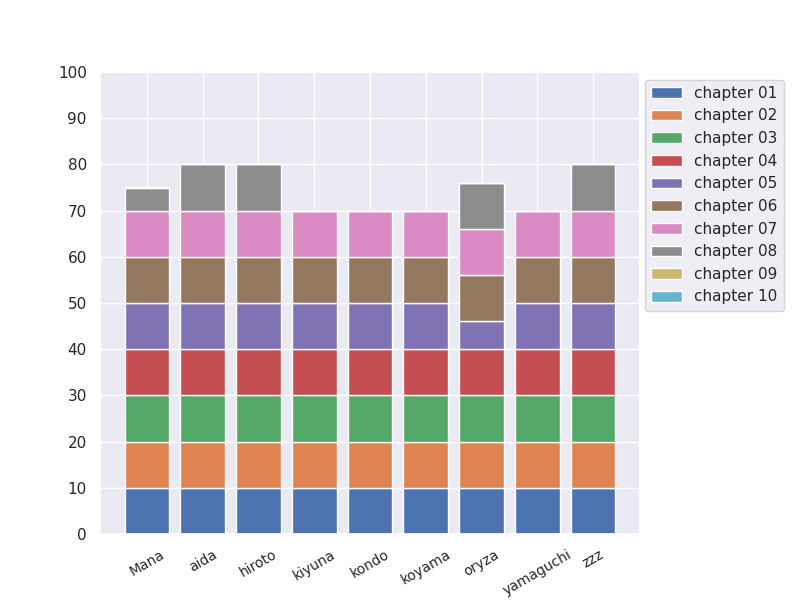 100
90
80
70
60
50
40
30
20
10
0
Mana
aida
hiroto
kiyuna
kondo
koyama
oryza
yamaguchi
zzz
chapter 01
chapter 02
chapter 03
chapter 04
chapter 05
chapter 06
chapter 07
chapter 08
chapter 09
chapter 10